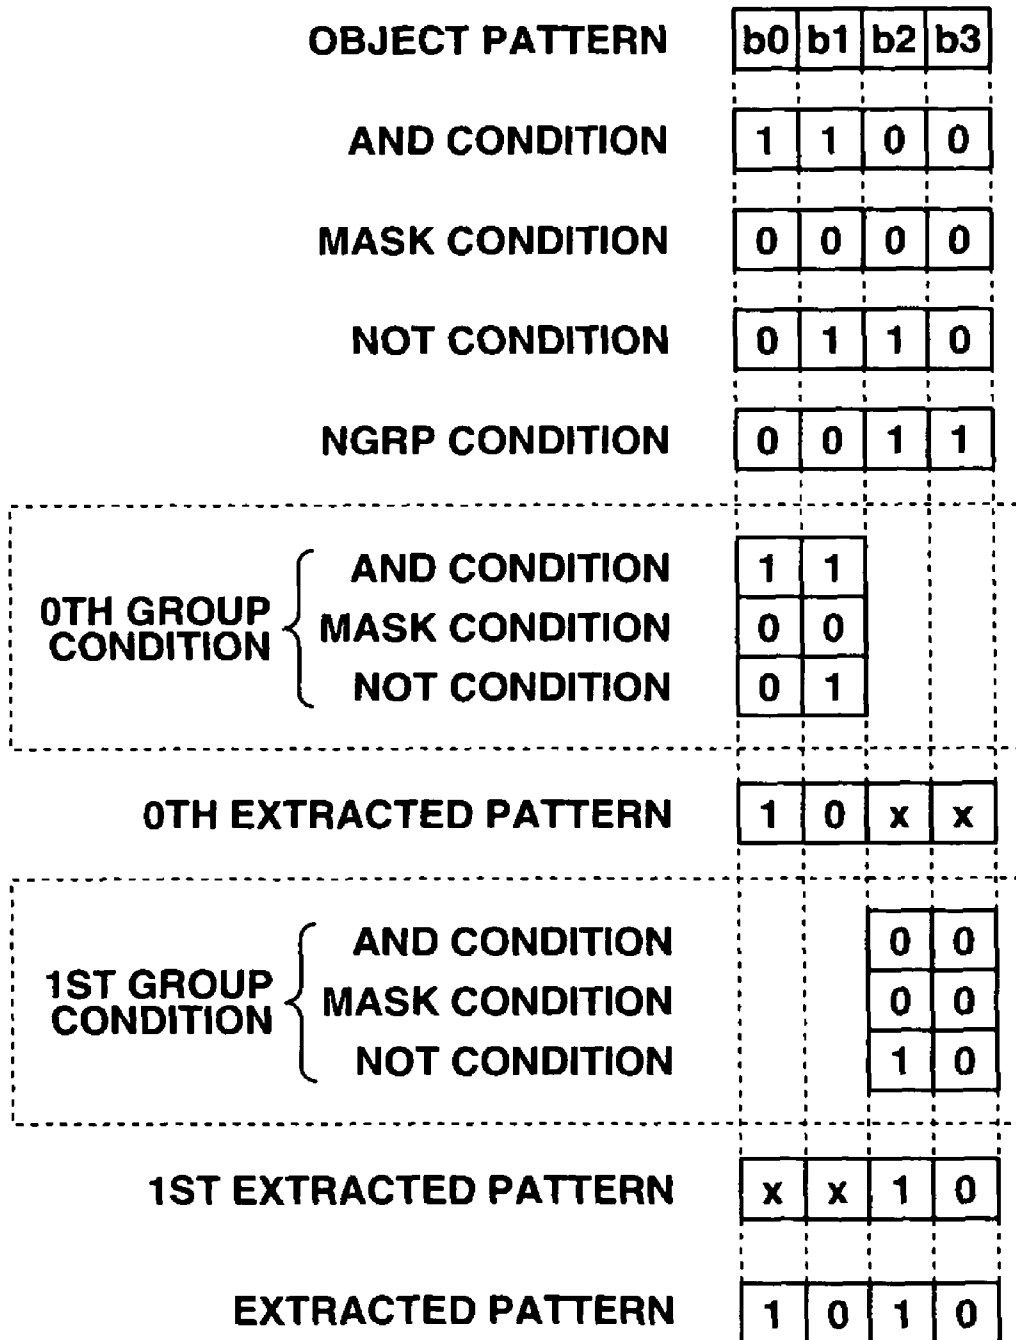 OBJECT PATTERN b0 b1 b2 b3
AND CONDITION 1 1 0 0
MASK CONDITION 0 0 0 0
NOT CONDITION 0 1 1 0
NGRP CONDITION 0 0 1 1
AND CONDITION 1 1
0TH GROUP
CONDITION
MASK CONDITION 0 0
NOT CONDITION 0 1
0TH EXTRACTED PATTERN 1 0 x x
AND CONDITION 0 0
1ST GROUP
CONDITION
MASK CONDITION 0 0
NOT CONDITION 1 0
1ST EXTRACTED PATTERN x x 1 0
EXTRACTED PATTERN 1 0 1 0